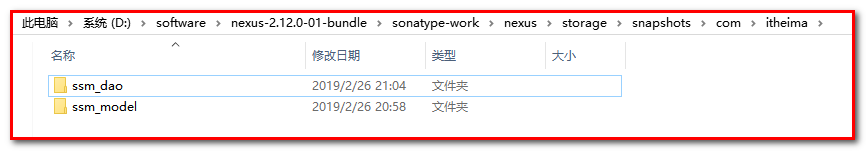 此电脑 > 系统 (D:) > software > nexus-2.12.0-01-bundle > sonatype-work > nexus > storage > snapshots > com > itheima >
名称 修改日期 类型 大小
ssm_dao 2019/2/26 21:04 文件夹
ssm_model 2019/2/26 20:58 文件夹